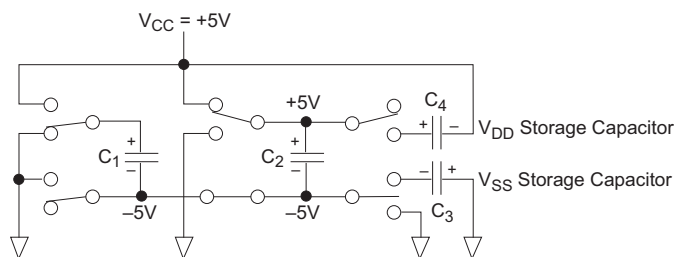 V_CC = +5V
+5V
C_4
+ −
V_DD Storage Capacitor
+
C_1
−
+
C_2
−
− +
V_SS Storage Capacitor
C_3
−5V
−5V